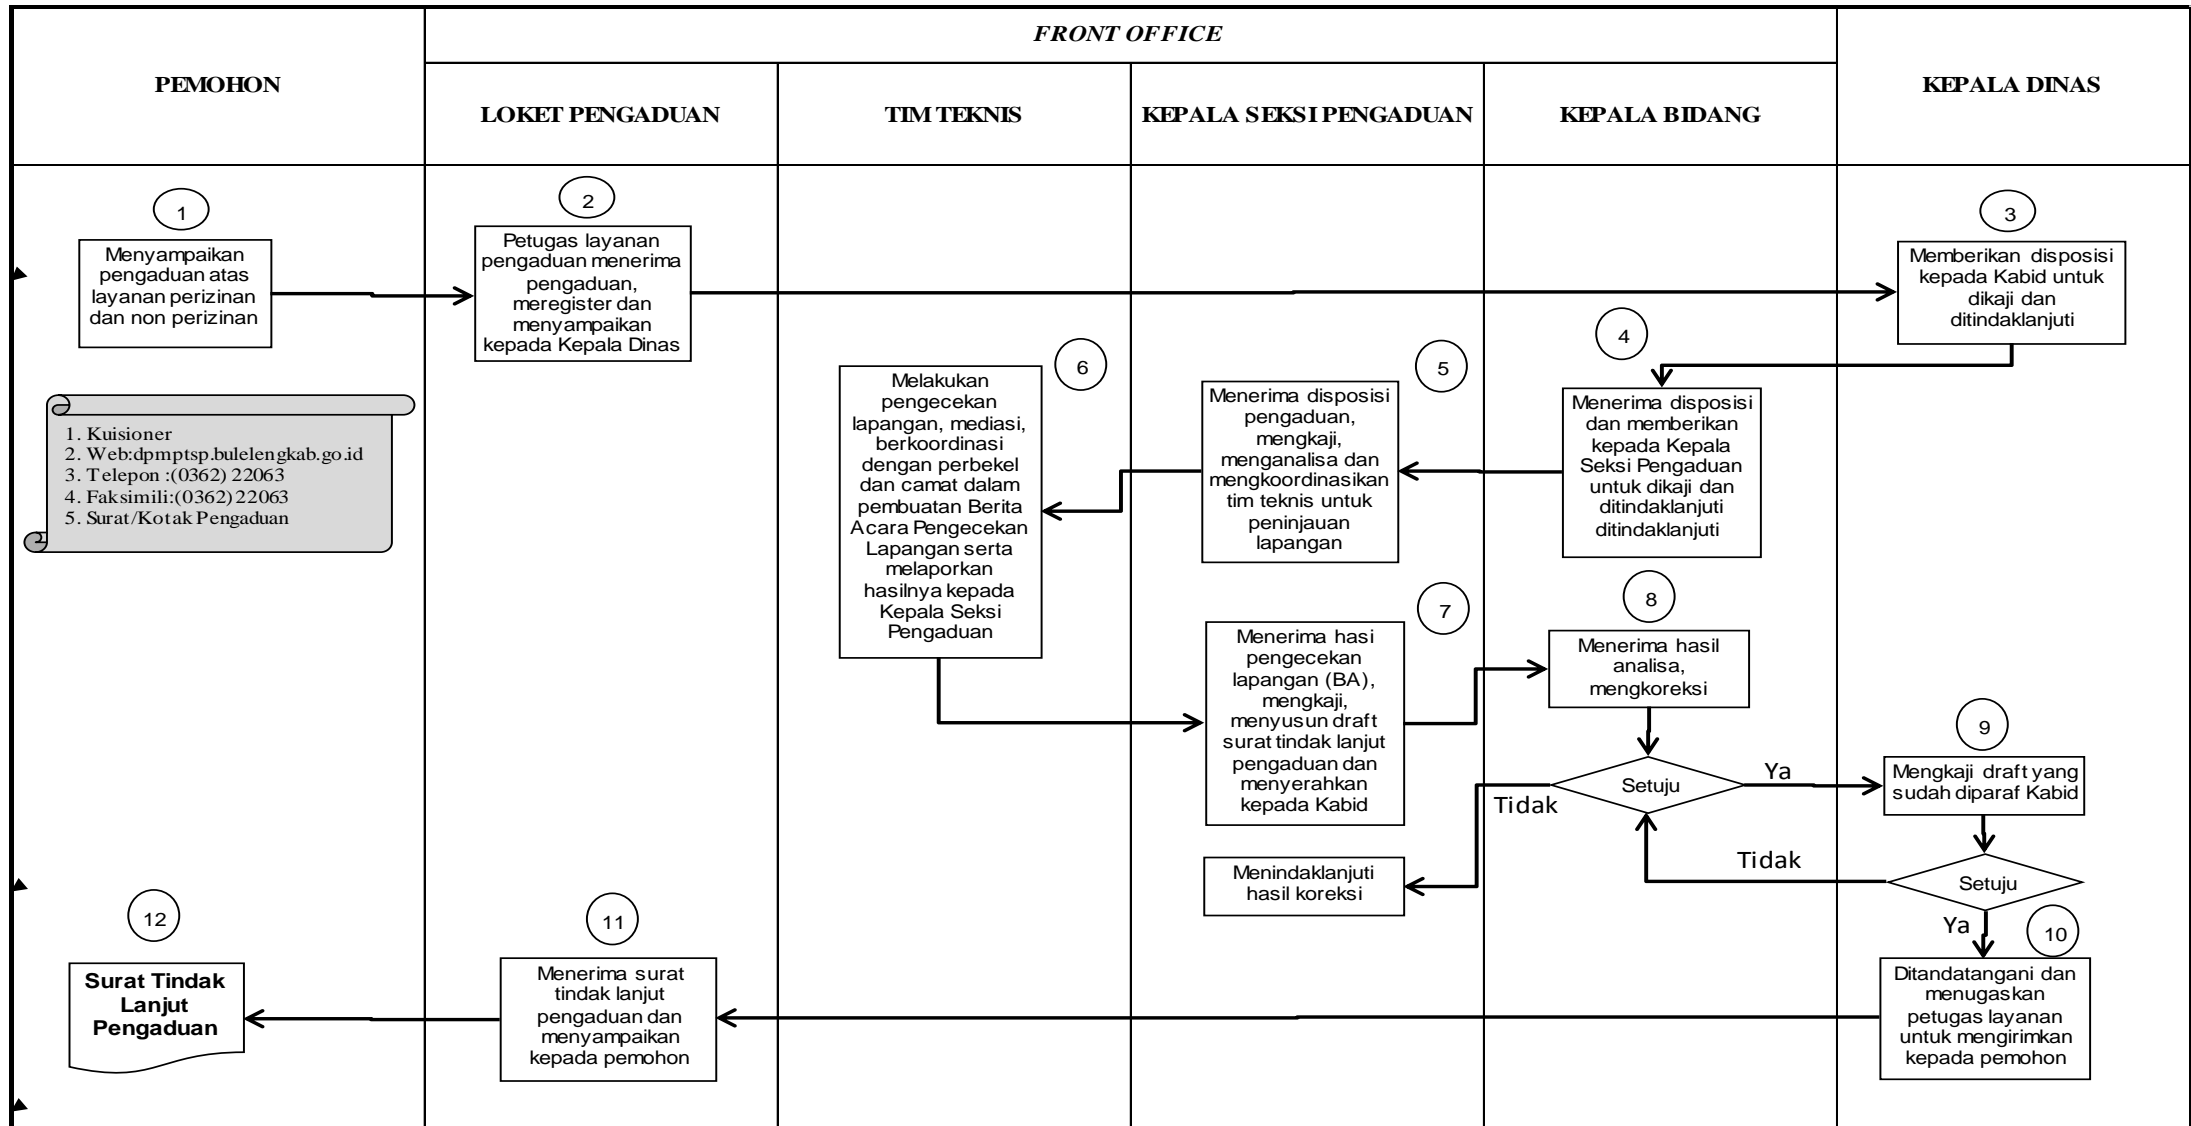 FRONT OFFICE
PEMOHON
LOKET PENGADUAN
TIM TEKNIS
KEPALA SEKSI PENGADUAN
KEPALA BIDANG
KEPALA DINAS
1
Menyampaikan
pengaduan atas
layanan perizinan
dan non perizinan
1. Kuisioner
2. Web:dpmptsp.bulelengkab.go.id
3. Telepon :(0362) 22063
4. Faksimili:(0362) 22063
5. Surat/Kotak Pengaduan
2
Petugas layanan
pengaduan menerima
pengaduan,
meregister dan
menyampaikan
kepada Kepala Dinas
3
Memberikan disposisi
kepada Kabid untuk
dikaji dan
ditindaklanjuti
4
Menerima disposisi
dan memberikan
kepada Kepala
Seksi Pengaduan
untuk dikaji dan
ditindaklanjuti
ditindaklanjuti
5
Menerima disposisi
pengaduan,
mengkaji,
menganalisa dan
mengkoordinasikan
tim teknis untuk
peninjauan
lapangan
6
Melakukan
pengecekan
lapangan, mediasi,
berkoordinasi
dengan perbekel
dan camat dalam
pembuatan Berita
Acara Pengecekan
Lapangan serta
melaporkan
hasilnya kepada
Kepala Seksi
Pengaduan
7
Menerima hasi
pengecekan
lapangan (BA),
mengkaji,
menyusun draft
surat tindak lanjut
pengaduan dan
menyerahkan
kepada Kabid
8
Menerima hasil
analisa,
mengkoreksi
Setuju
Ya
Tidak
Menindaklanjuti
hasil koreksi
9
Mengkaji draft yang
sudah diparaf Kabid
Setuju
Tidak
Ya
10
Ditandatangani dan
menugaskan
petugas layanan
untuk mengirimkan
kepada pemohon
11
Menerima surat
tindak lanjut
pengaduan dan
menyampaikan
kepada pemohon
12
Surat Tindak
Lanjut
Pengaduan